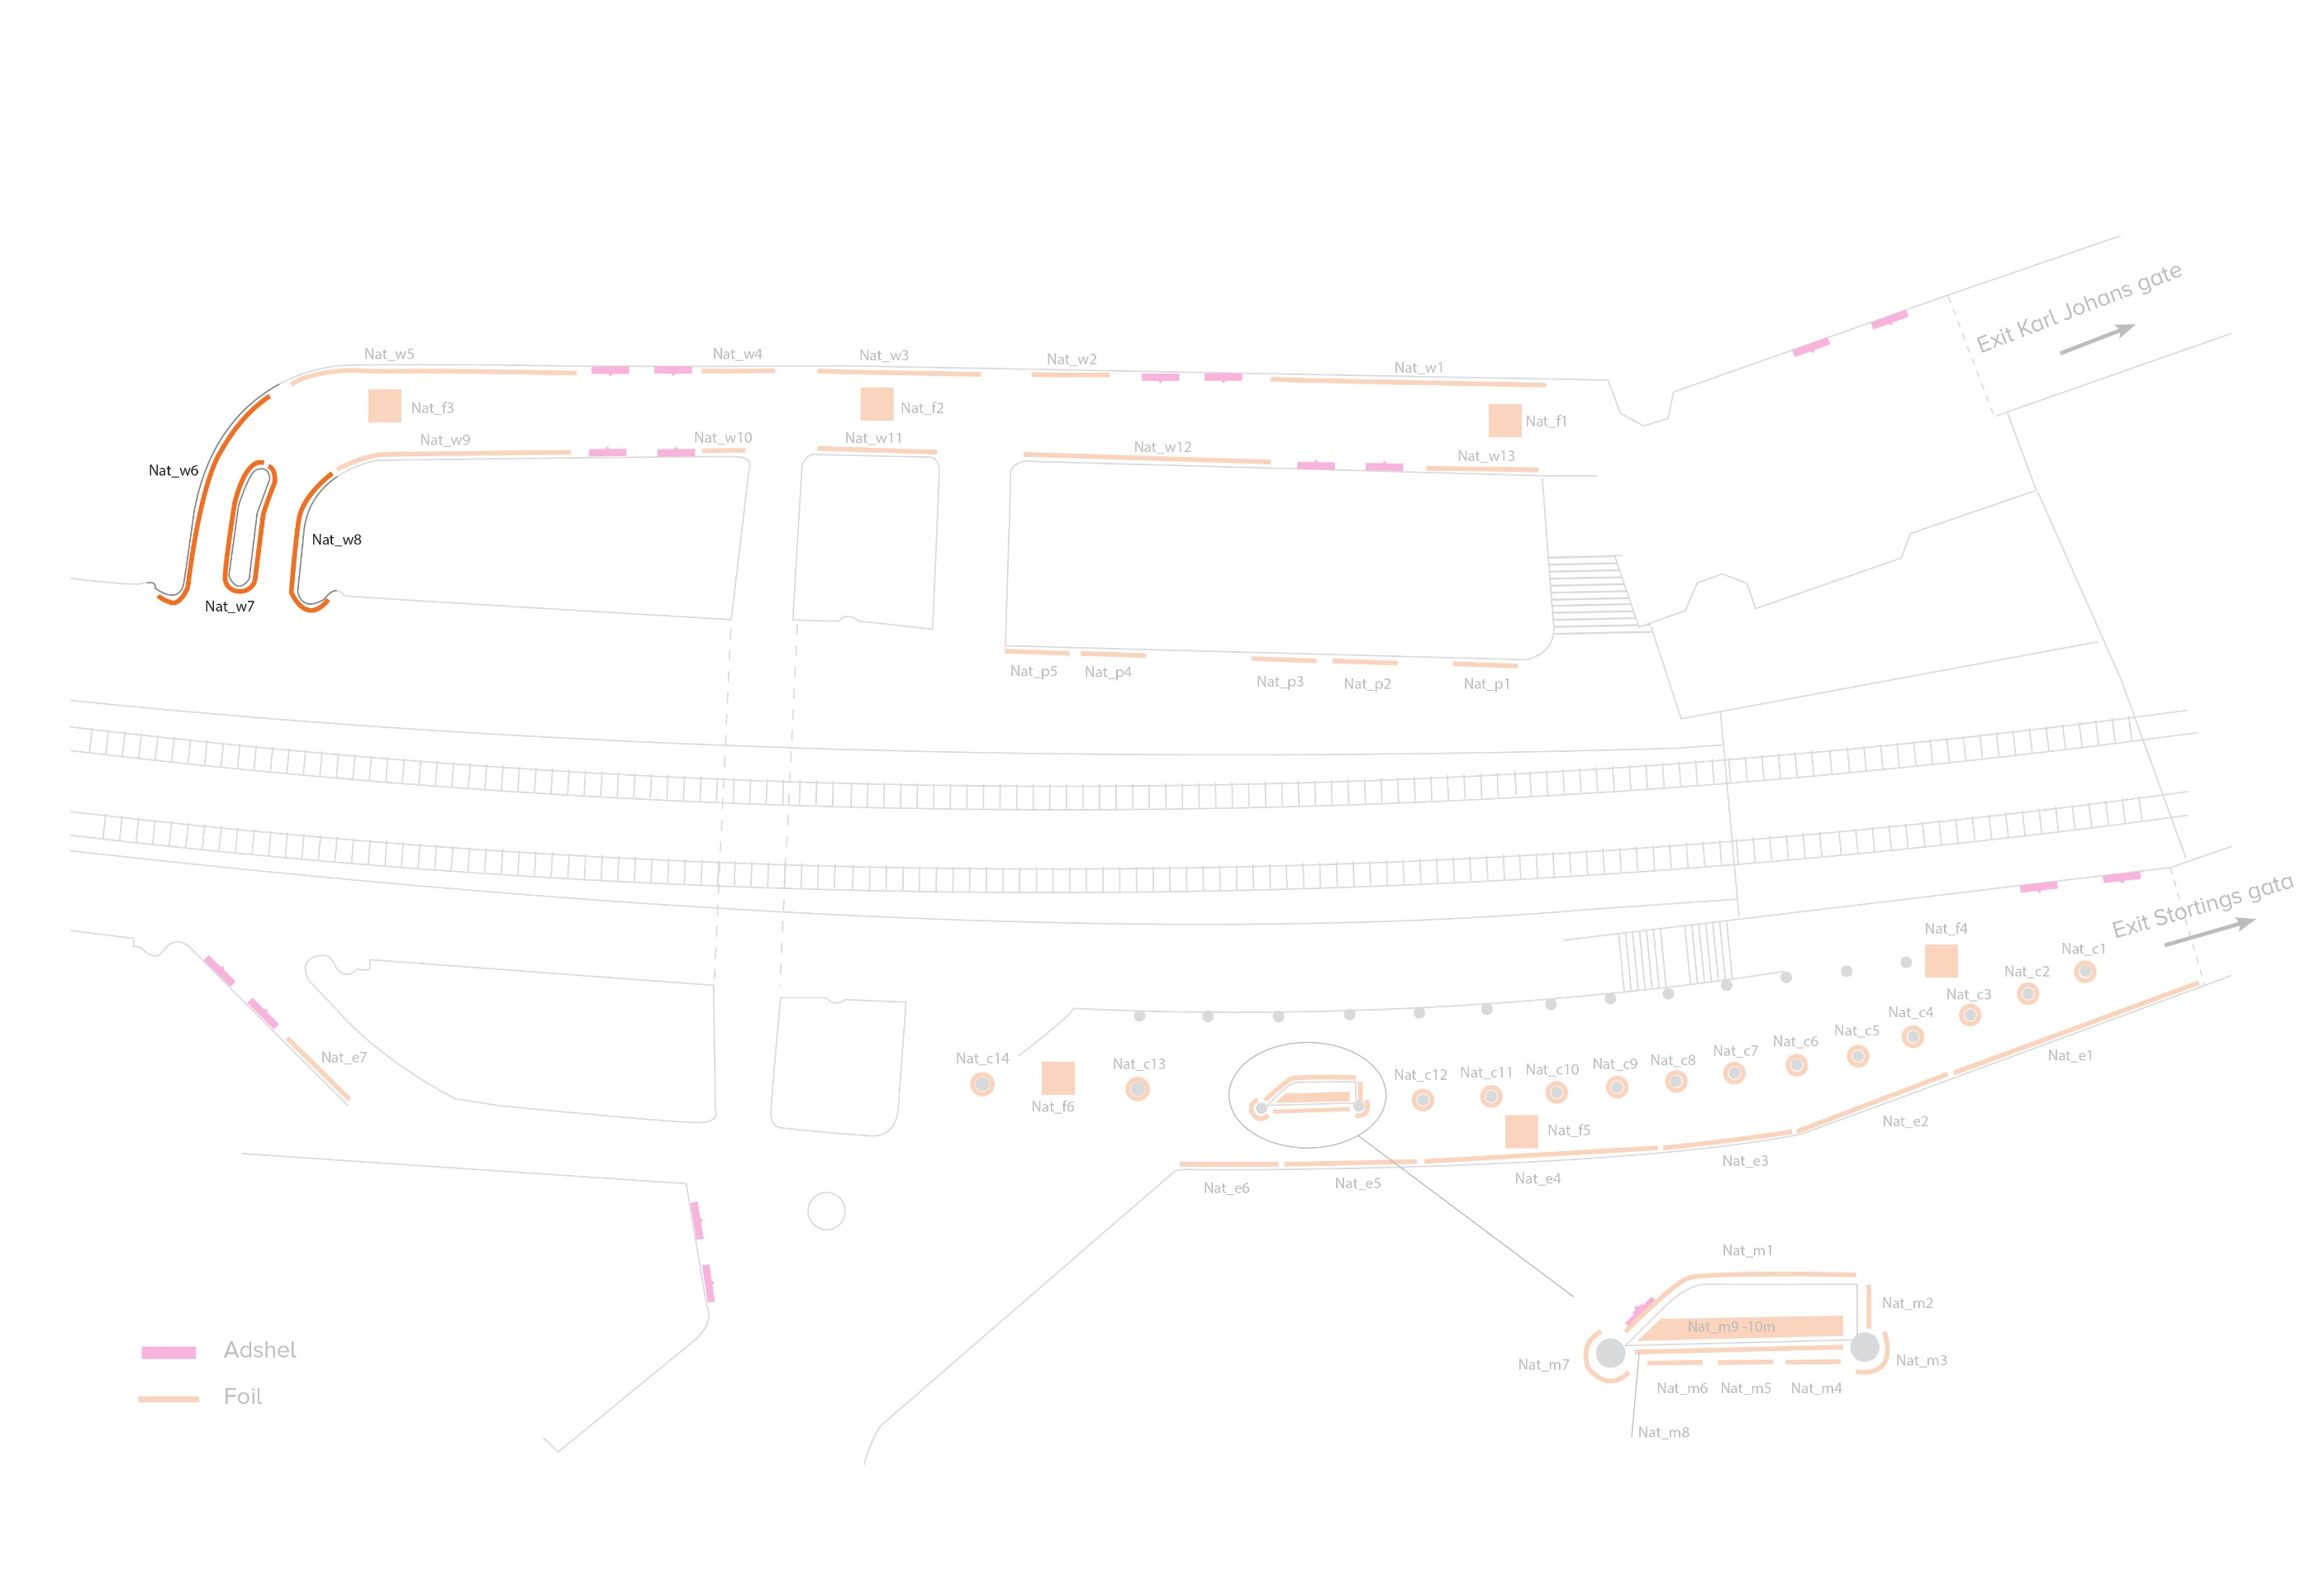 Exit Karl Johans gate
Nat_w5
Nat_w4
Nat_w3
Nat_w2
Nat_w1
Nat_f3
Nat_f2
Nat_f1
Nat_w9
Nat_w10
Nat_w11
Nat_w12
Nat_w13
Nat_w6
Nat_w8
Nat_w7
Nat_p5
Nat_p4
Nat_p3
Nat_p2
Nat_p1
Exit Stortings gata
Nat_f4
Nat_c1
Nat_c2
Nat_c3
Nat_c4
Nat_c5
Nat_c6
Nat_c7
Nat_c8
Nat_c9
Nat_c10
Nat_c11
Nat_c12
Nat_c13
Nat_c14
Nat_e7
Nat_f6
Nat_f5
Nat_e1
Nat_e2
Nat_e3
Nat_e4
Nat_e5
Nat_e6
Nat_m1
Nat_m2
Nat_m9 -10m
Nat_m7
Nat_m3
Nat_m6
Nat_m5
Nat_m4
Nat_m8
Adshel
Foil